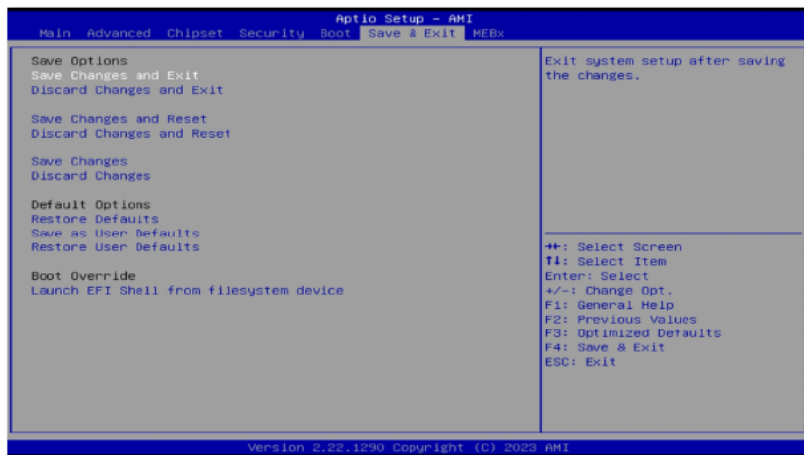 Aptio Setup – AMI
Main Advanced Chipset Security Boot Save & Exit MEBx
Save Options
Save Changes and Exit
Discard Changes and Exit
Save Changes and Reset
Discard Changes and Reset
Save Changes
Discard Changes
Default Options
Restore Defaults
Save as User Defaults
Restore User Defaults
Boot Override
Launch EFI Shell from filesystem device
Exit system setup after saving
the changes.
→←: Select Screen
↑↓: Select Item
Enter: Select
+/-: Change Opt.
F1: General Help
F2: Previous Values
F3: Optimized Defaults
F4: Save & Exit
ESC: Exit
Version 2.22.1290 Copyright (C) 2023 AMI